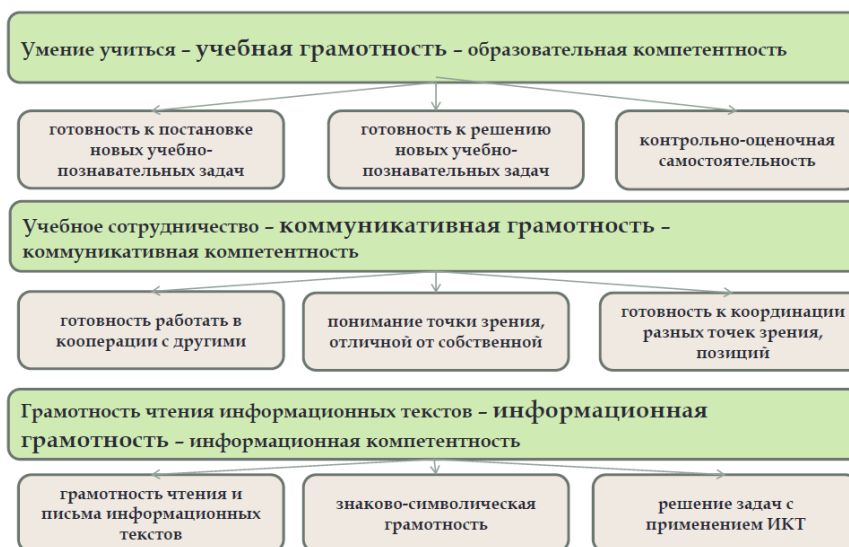 Умение учиться – учебная грамотность – образовательная компетентность
готовность к постановке
новых учебно-
познавательных задач
готовность к решению
новых учебно-
познавательных задач
контрольно-оценочная
самостоятельность
Учебное сотрудничество – коммуникативная грамотность –
коммуникативная компетентность
готовность работать в
кооперации с другими
понимание точки зрения,
отличной от собственной
готовность к координации
разных точек зрения,
позиций
Грамотность чтения информационных текстов – информационная
грамотность – информационная компетентность
грамотность чтения и
письма информационных
текстов
знаково-символическая
грамотность
решение задач с
применением ИКТ